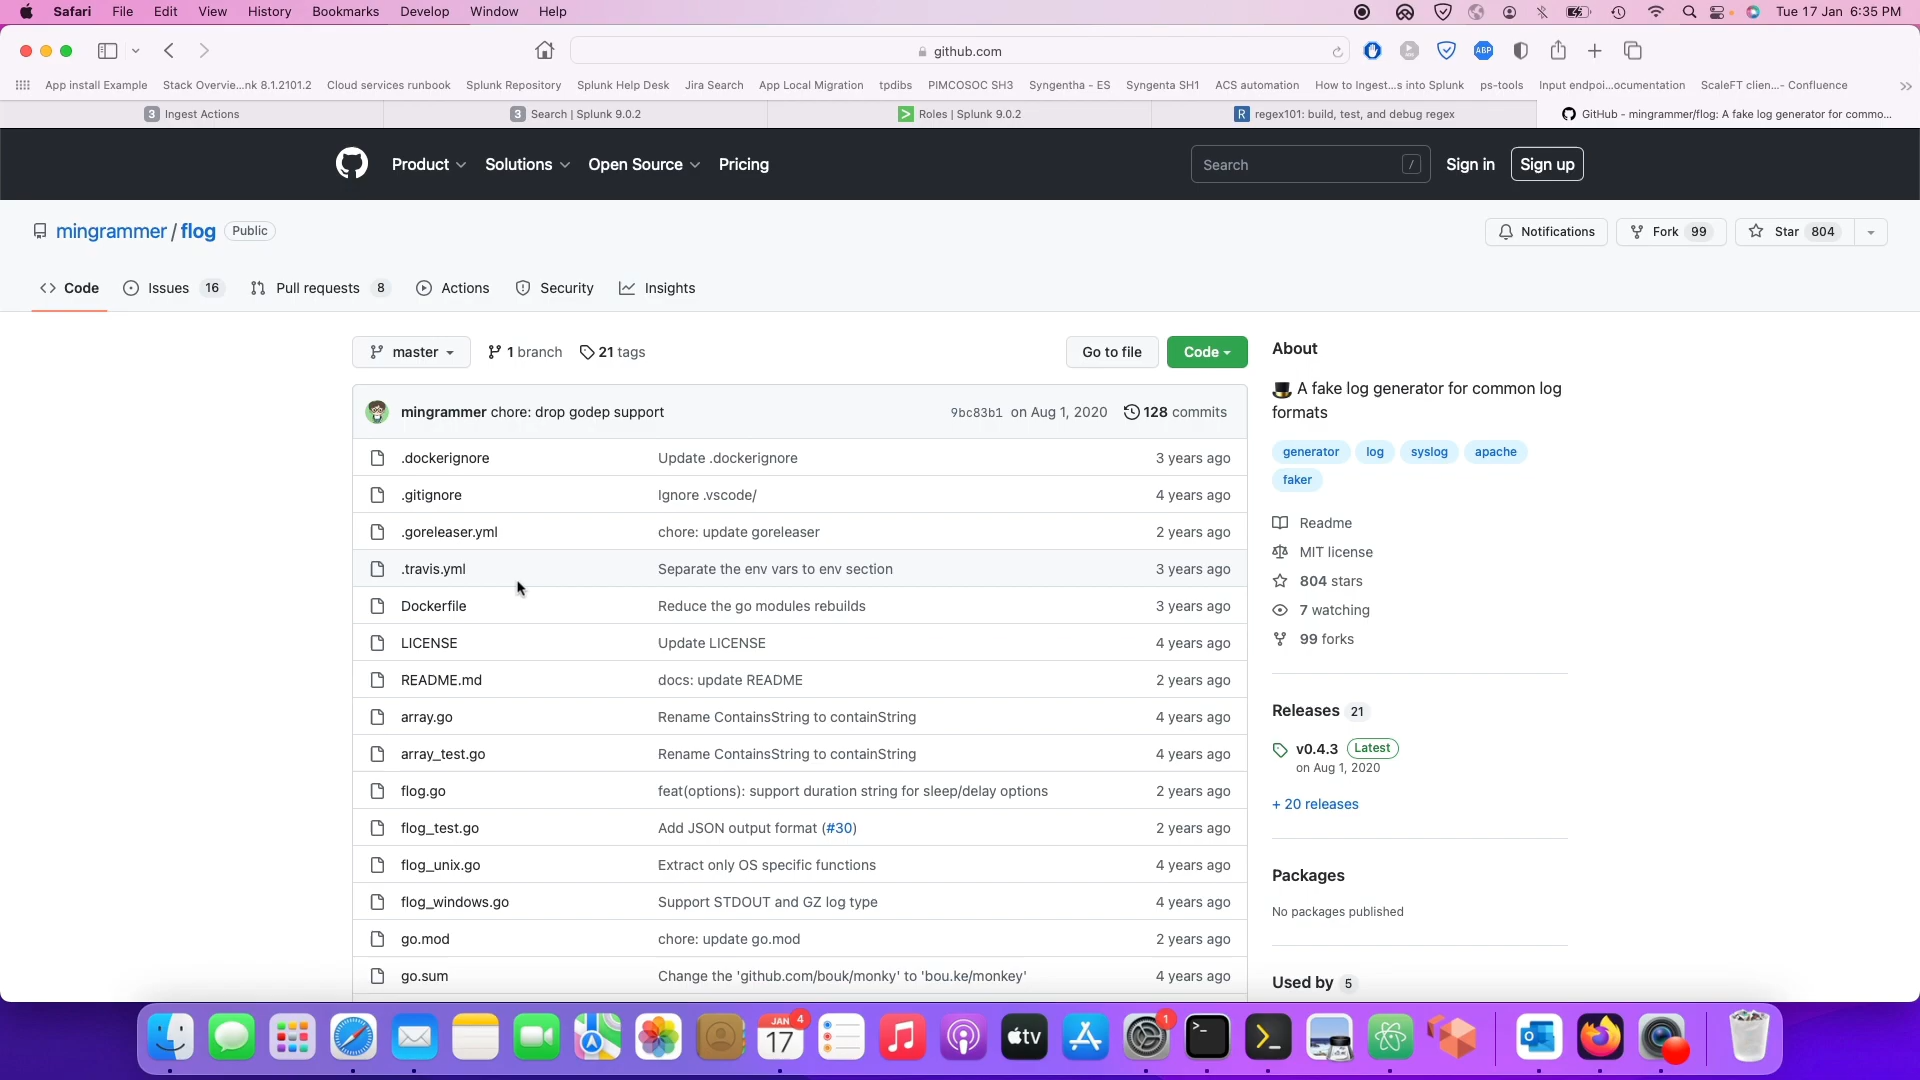 Safari File Edit View History Bookmarks Develop Window Help Tue 17 Jan 6:35 PM
github.com ABP
App install Example Stack Overvie...nk 8.1.2101.2 Cloud services runbook Splunk Repository Splunk Help Desk Jira Search App Local Migration tpdibs PIMCOSOC SH3 Syngentha - ES Syngenta SH1 ACS automation How to Ingest...s into Splunk ps-tools Input endpoi...ocumentation ScaleFT clien...- Confluence
3 Ingest Actions 3 Search | Splunk 9.0.2 > Roles | Splunk 9.0.2 R regex101: build, test, and debug regex GitHub - mingrammer/flog: A fake log generator for commo...
Product Solutions Open Source Pricing Search / Sign in Sign up
mingrammer / flog Public Notifications Fork 99 Star 804
Code Issues 16 Pull requests 8 Actions Security Insights
master 1 branch 21 tags Go to file Code
mingrammer chore: drop godep support 9bc83b1 on Aug 1, 2020 128 commits
.dockerignore Update .dockerignore 3 years ago
.gitignore Ignore .vscode/ 4 years ago
.goreleaser.yml chore: update goreleaser 2 years ago
.travis.yml Separate the env vars to env section 3 years ago
Dockerfile Reduce the go modules rebuilds 3 years ago
LICENSE Update LICENSE 4 years ago
README.md docs: update README 2 years ago
array.go Rename ContainsString to containString 4 years ago
array_test.go Rename ContainsString to containString 4 years ago
flog.go feat(options): support duration string for sleep/delay options 2 years ago
flog_test.go Add JSON output format (#30) 2 years ago
flog_unix.go Extract only OS specific functions 4 years ago
flog_windows.go Support STDOUT and GZ log type 4 years ago
go.mod chore: update go.mod 2 years ago
go.sum Change the 'github.com/bouk/monky' to 'bou.ke/monkey' 4 years ago
About
A fake log generator for common log
formats
generator log syslog apache
faker
Readme
MIT license
804 stars
7 watching
99 forks
Releases 21
v0.4.3 Latest
on Aug 1, 2020
+ 20 releases
Packages
No packages published
Used by 5
JAN 17 4 tv 1